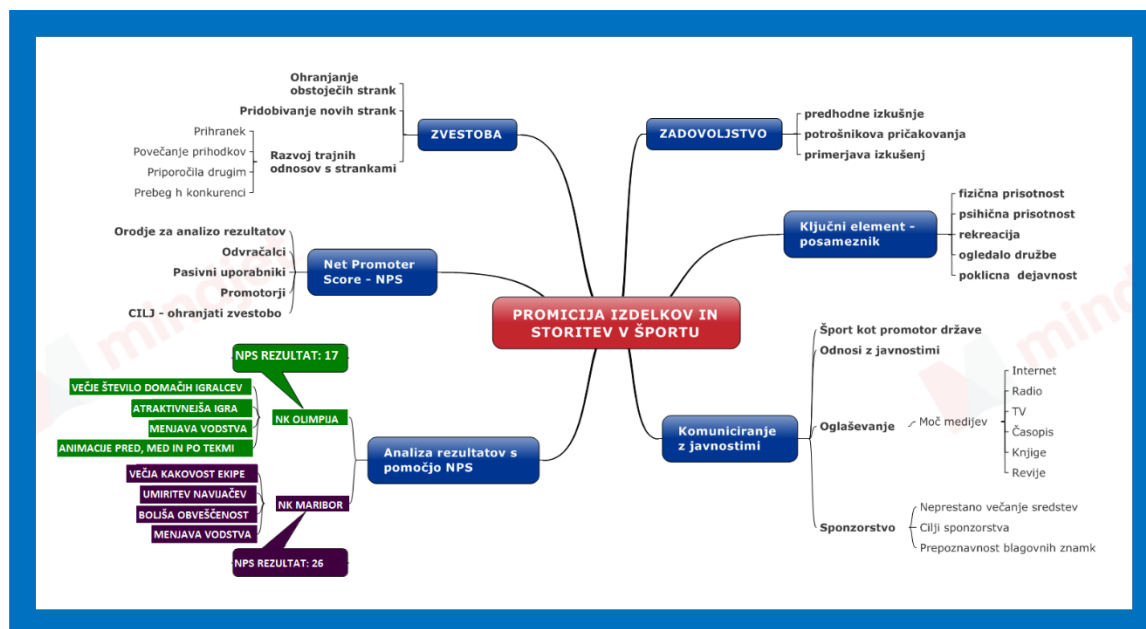 PROMICIJA IZDELKOV IN
STORITEV V ŠPORTU
ZVESTOBA
Ohranjanje
obstoječih strank
Pridobivanje novih strank
Razvoj trajnih
odnosov s strankami
Prihranek
Povečanje prihodkov
Priporočila drugim
Prebeg h konkurenci
Net Promoter
Score - NPS
Orodje za analizo rezultatov
Odvračalci
Pasivni uporabniki
Promotorji
CILJ - ohranjati zvestobo
Analiza rezultatov s
pomočjo NPS
NPS REZULTAT: 17
NK OLIMPIJA
VEČJE ŠTEVILO DOMAČIH IGRALCEV
ATRAKTIVNEJŠA IGRA
MENJAVA VODSTVA
ANIMACIJE PRED, MED IN PO TEKMI
NK MARIBOR
VEČJA KAKOVOST EKIPE
UMIRITEV NAVIJAČEV
BOLJŠA OBVEŠČENOST
MENJAVA VODSTVA
NPS REZULTAT: 26
ZADOVOLJSTVO
predhodne izkušnje
potrošnikova pričakovanja
primerjava izkušenj
Ključni element -
posameznik
fizična prisotnost
psihična prisotnost
rekreacija
ogledalo družbe
poklicna dejavnost
Komuniciranje
z javnostimi
Šport kot promotor države
Odnosi z javnostimi
Oglaševanje
Moč medijev
Internet
Radio
TV
Časopis
Knjige
Revije
Sponzorstvo
Neprestano večanje sredstev
Cilji sponzorstva
Prepoznavnost blagovnih znamk
mindjet
mindjet